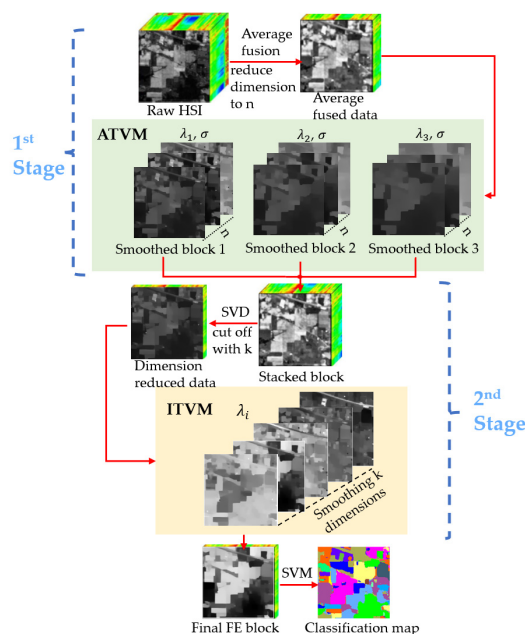 Average
fusion
reduce
dimension
to n
Raw HSI
Average
fused data
1st
Stage
ATVM
λ1, σ
λ2, σ
λ3, σ
n
n
n
Smoothed block 1
Smoothed block 2
Smoothed block 3
SVD
cut off
with k
Dimension
reduced data
Stacked block
2nd
Stage
ITVM
λi
Smoothing k
dimensions
SVM
Final FE block
Classification map